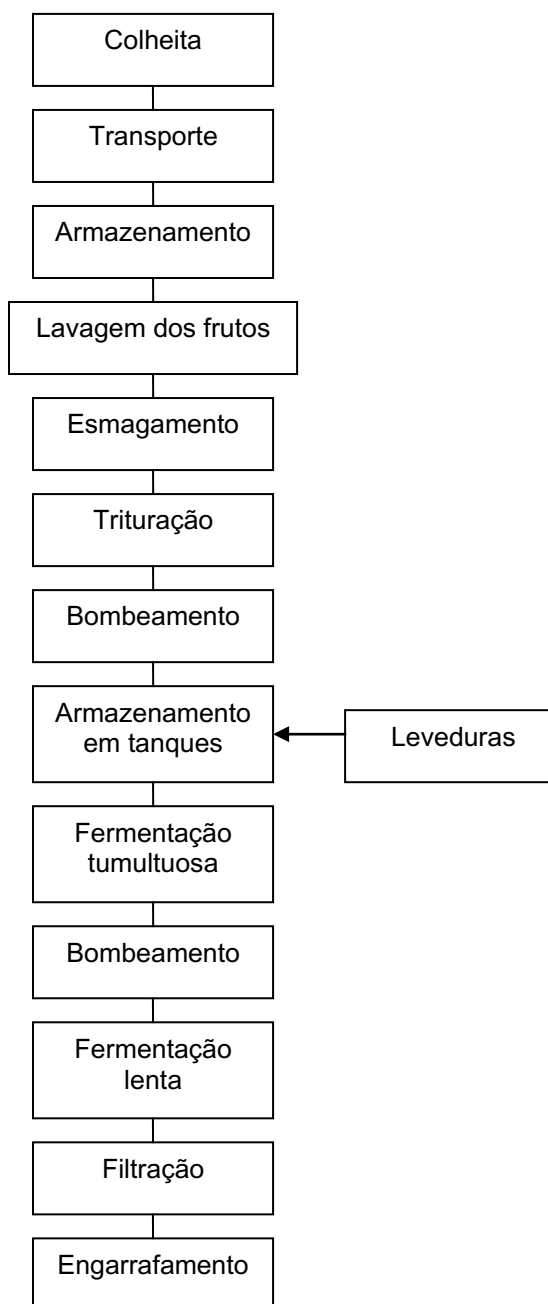 Colheita
Transporte
Armazenamento
Lavagem dos frutos
Esmagamento
Trituração
Bombeamento
Armazenamento
em tanques
Leveduras
Fermentação
tumultuosa
Bombeamento
Fermentação
lenta
Filtração
Engarrafamento